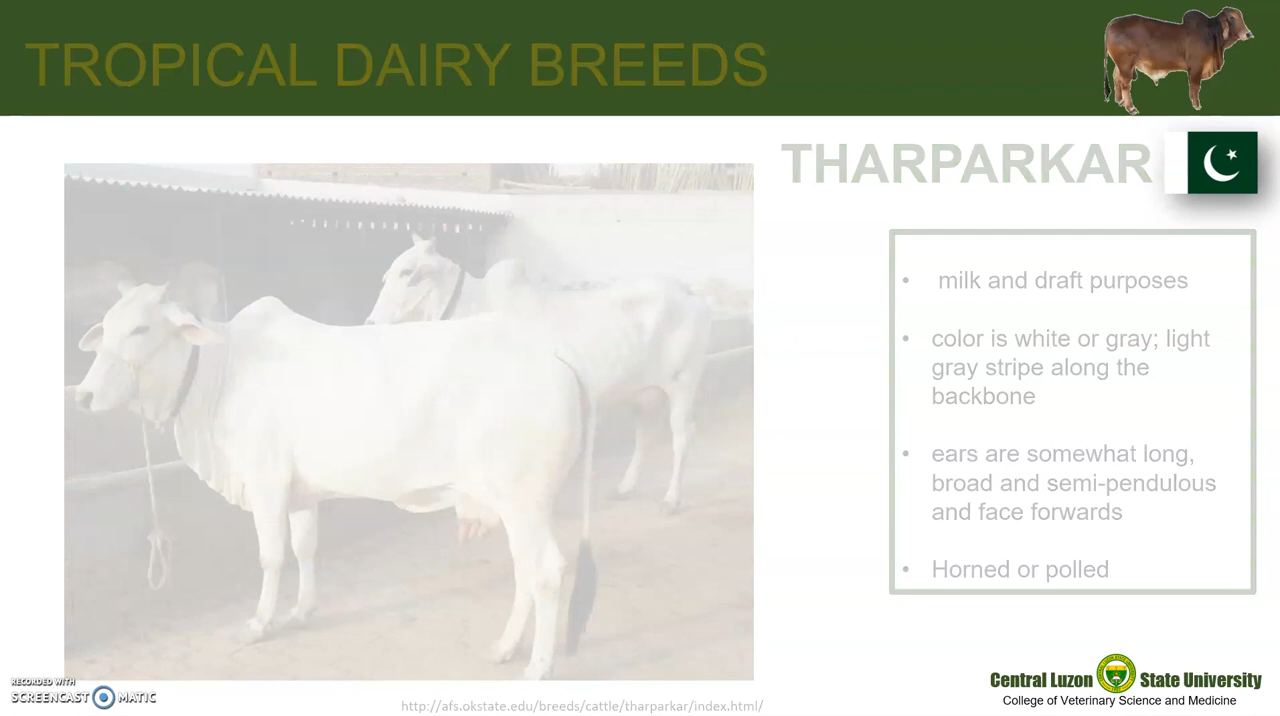 TROPICAL DAIRY BREEDS
THARPARKAR
• milk and draft purposes
• color is white or gray; light
gray stripe along the
backbone
• ears are somewhat long,
broad and semi-pendulous
and face forwards
• Horned or polled
RECORDED WITH
SCREENCAST MATIC
http://afs.okstate.edu/breeds/cattle/tharparkar/index.html/
Central Luzon State University
College of Veterinary Science and Medicine